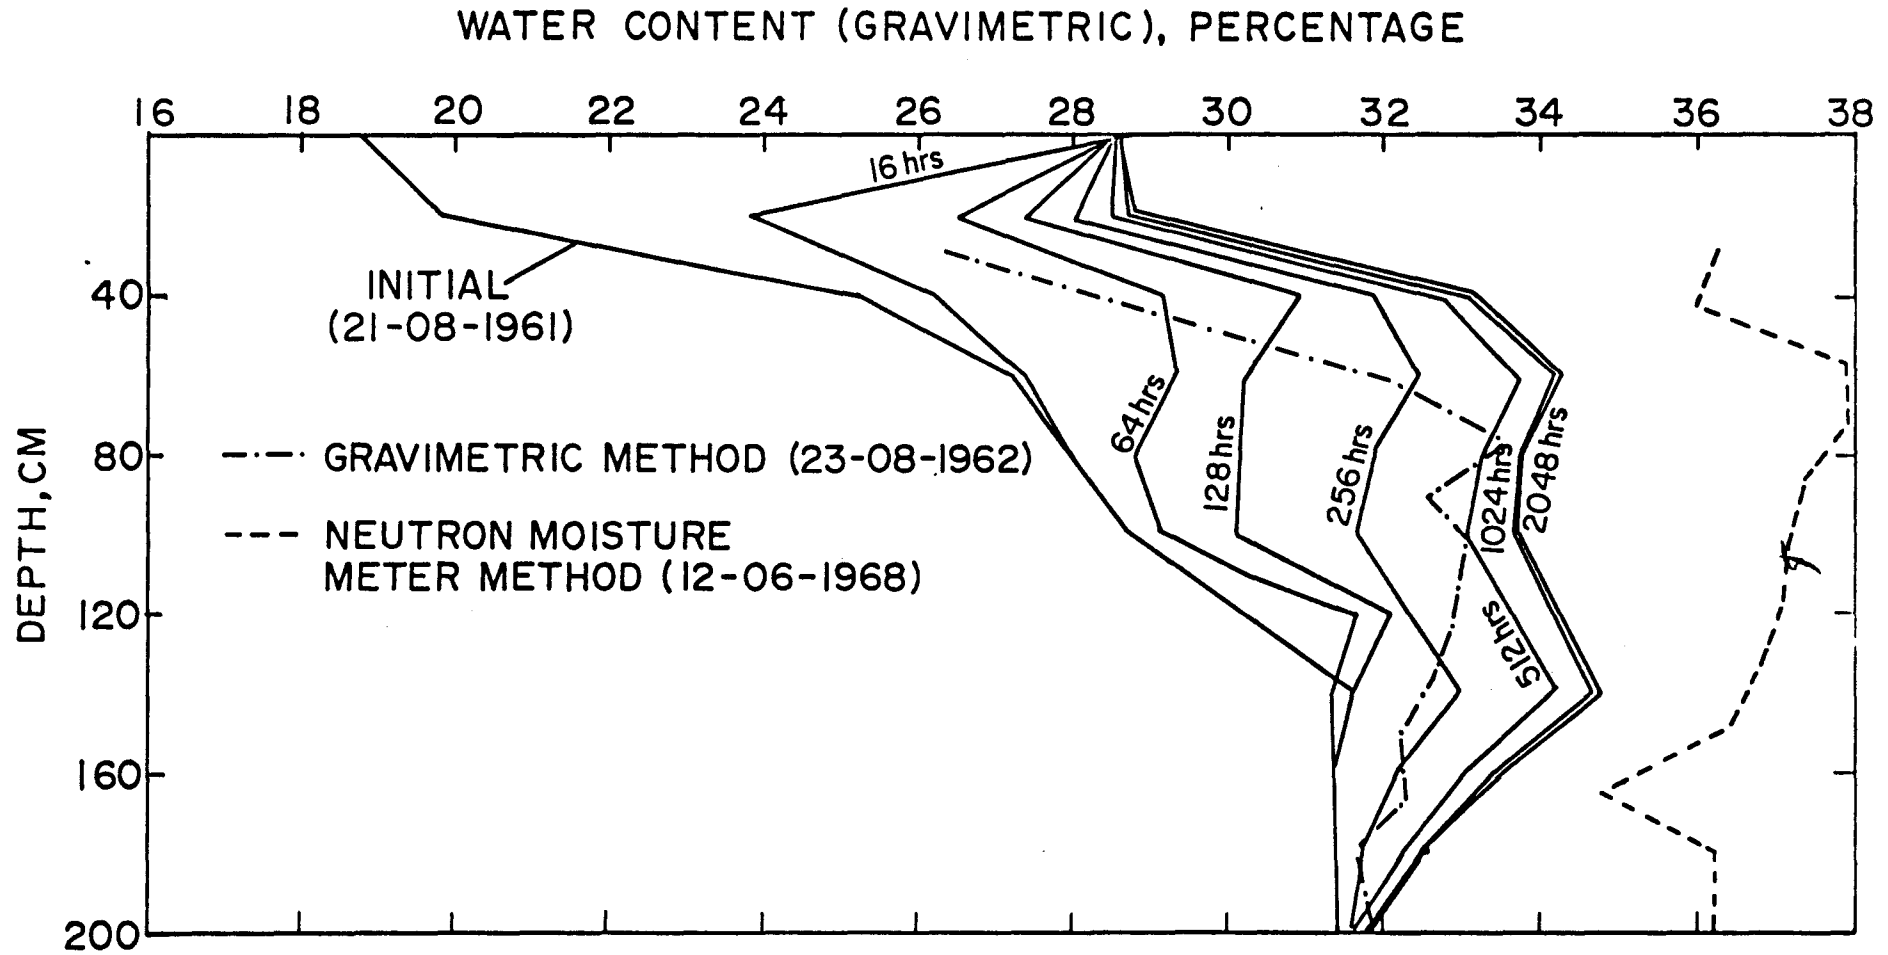 WATER CONTENT (GRAVIMETRIC), PERCENTAGE
16 18 20 22 24 26 28 30 32 34 36 38
16 hrs
INITIAL
(21-08-1961)
40
64 hrs
128 hrs
256 hrs
1024 hrs
2048 hrs
512 hrs
DEPTH, CM
80
GRAVIMETRIC METHOD (23-08-1962)
NEUTRON MOISTURE
METER METHOD (12-06-1968)
120
160
200